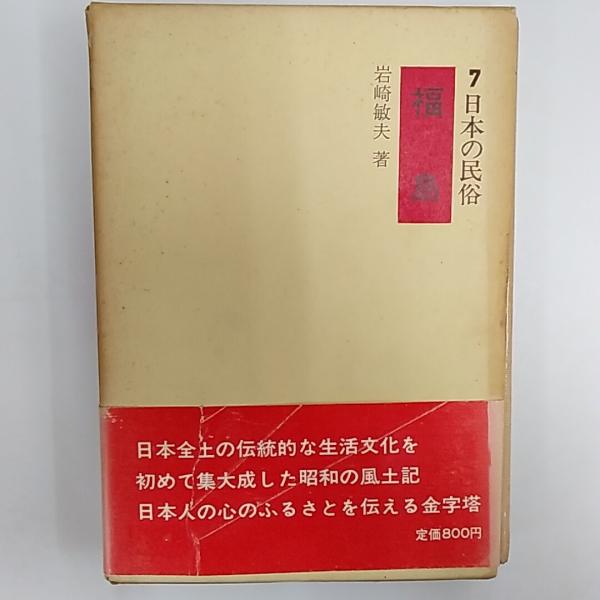 7 日本の民俗
福島
岩崎敏夫 著
日本全土の伝統的な生活文化を
初めて集大成した昭和の風土記
日本人の心のふるさとを伝える金字塔
定価800円